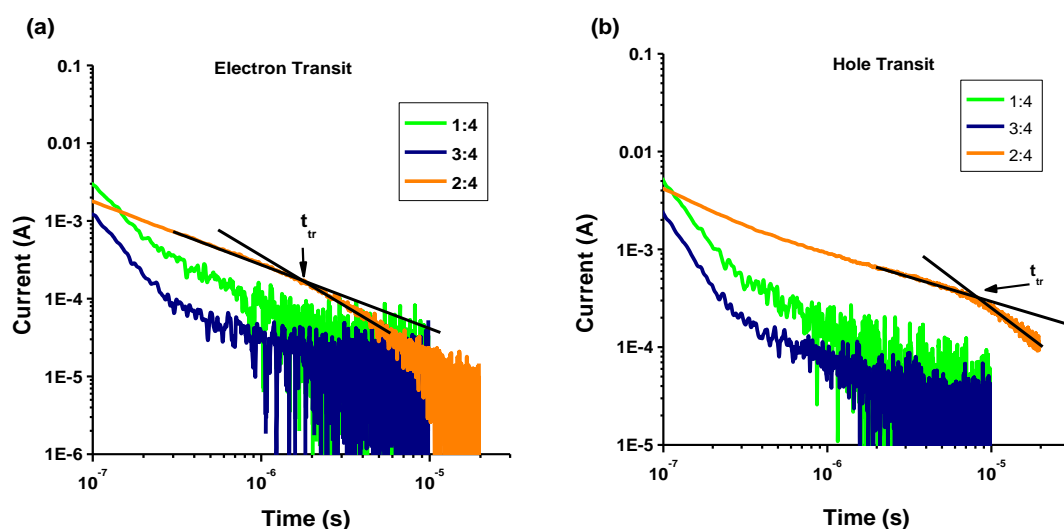 (a)
Electron Transit
0.1
0.01
1E-3
1E-4
1E-5
1E-6
Current (A)
1:4
3:4
2:4
t tr
10-7
10-6
10-5
Time (s)
(b)
Hole Transit
0.1
0.01
1E-3
1E-4
1E-5
Current (A)
1:4
3:4
2:4
t tr
10-7
10-6
10-5
Time (s)